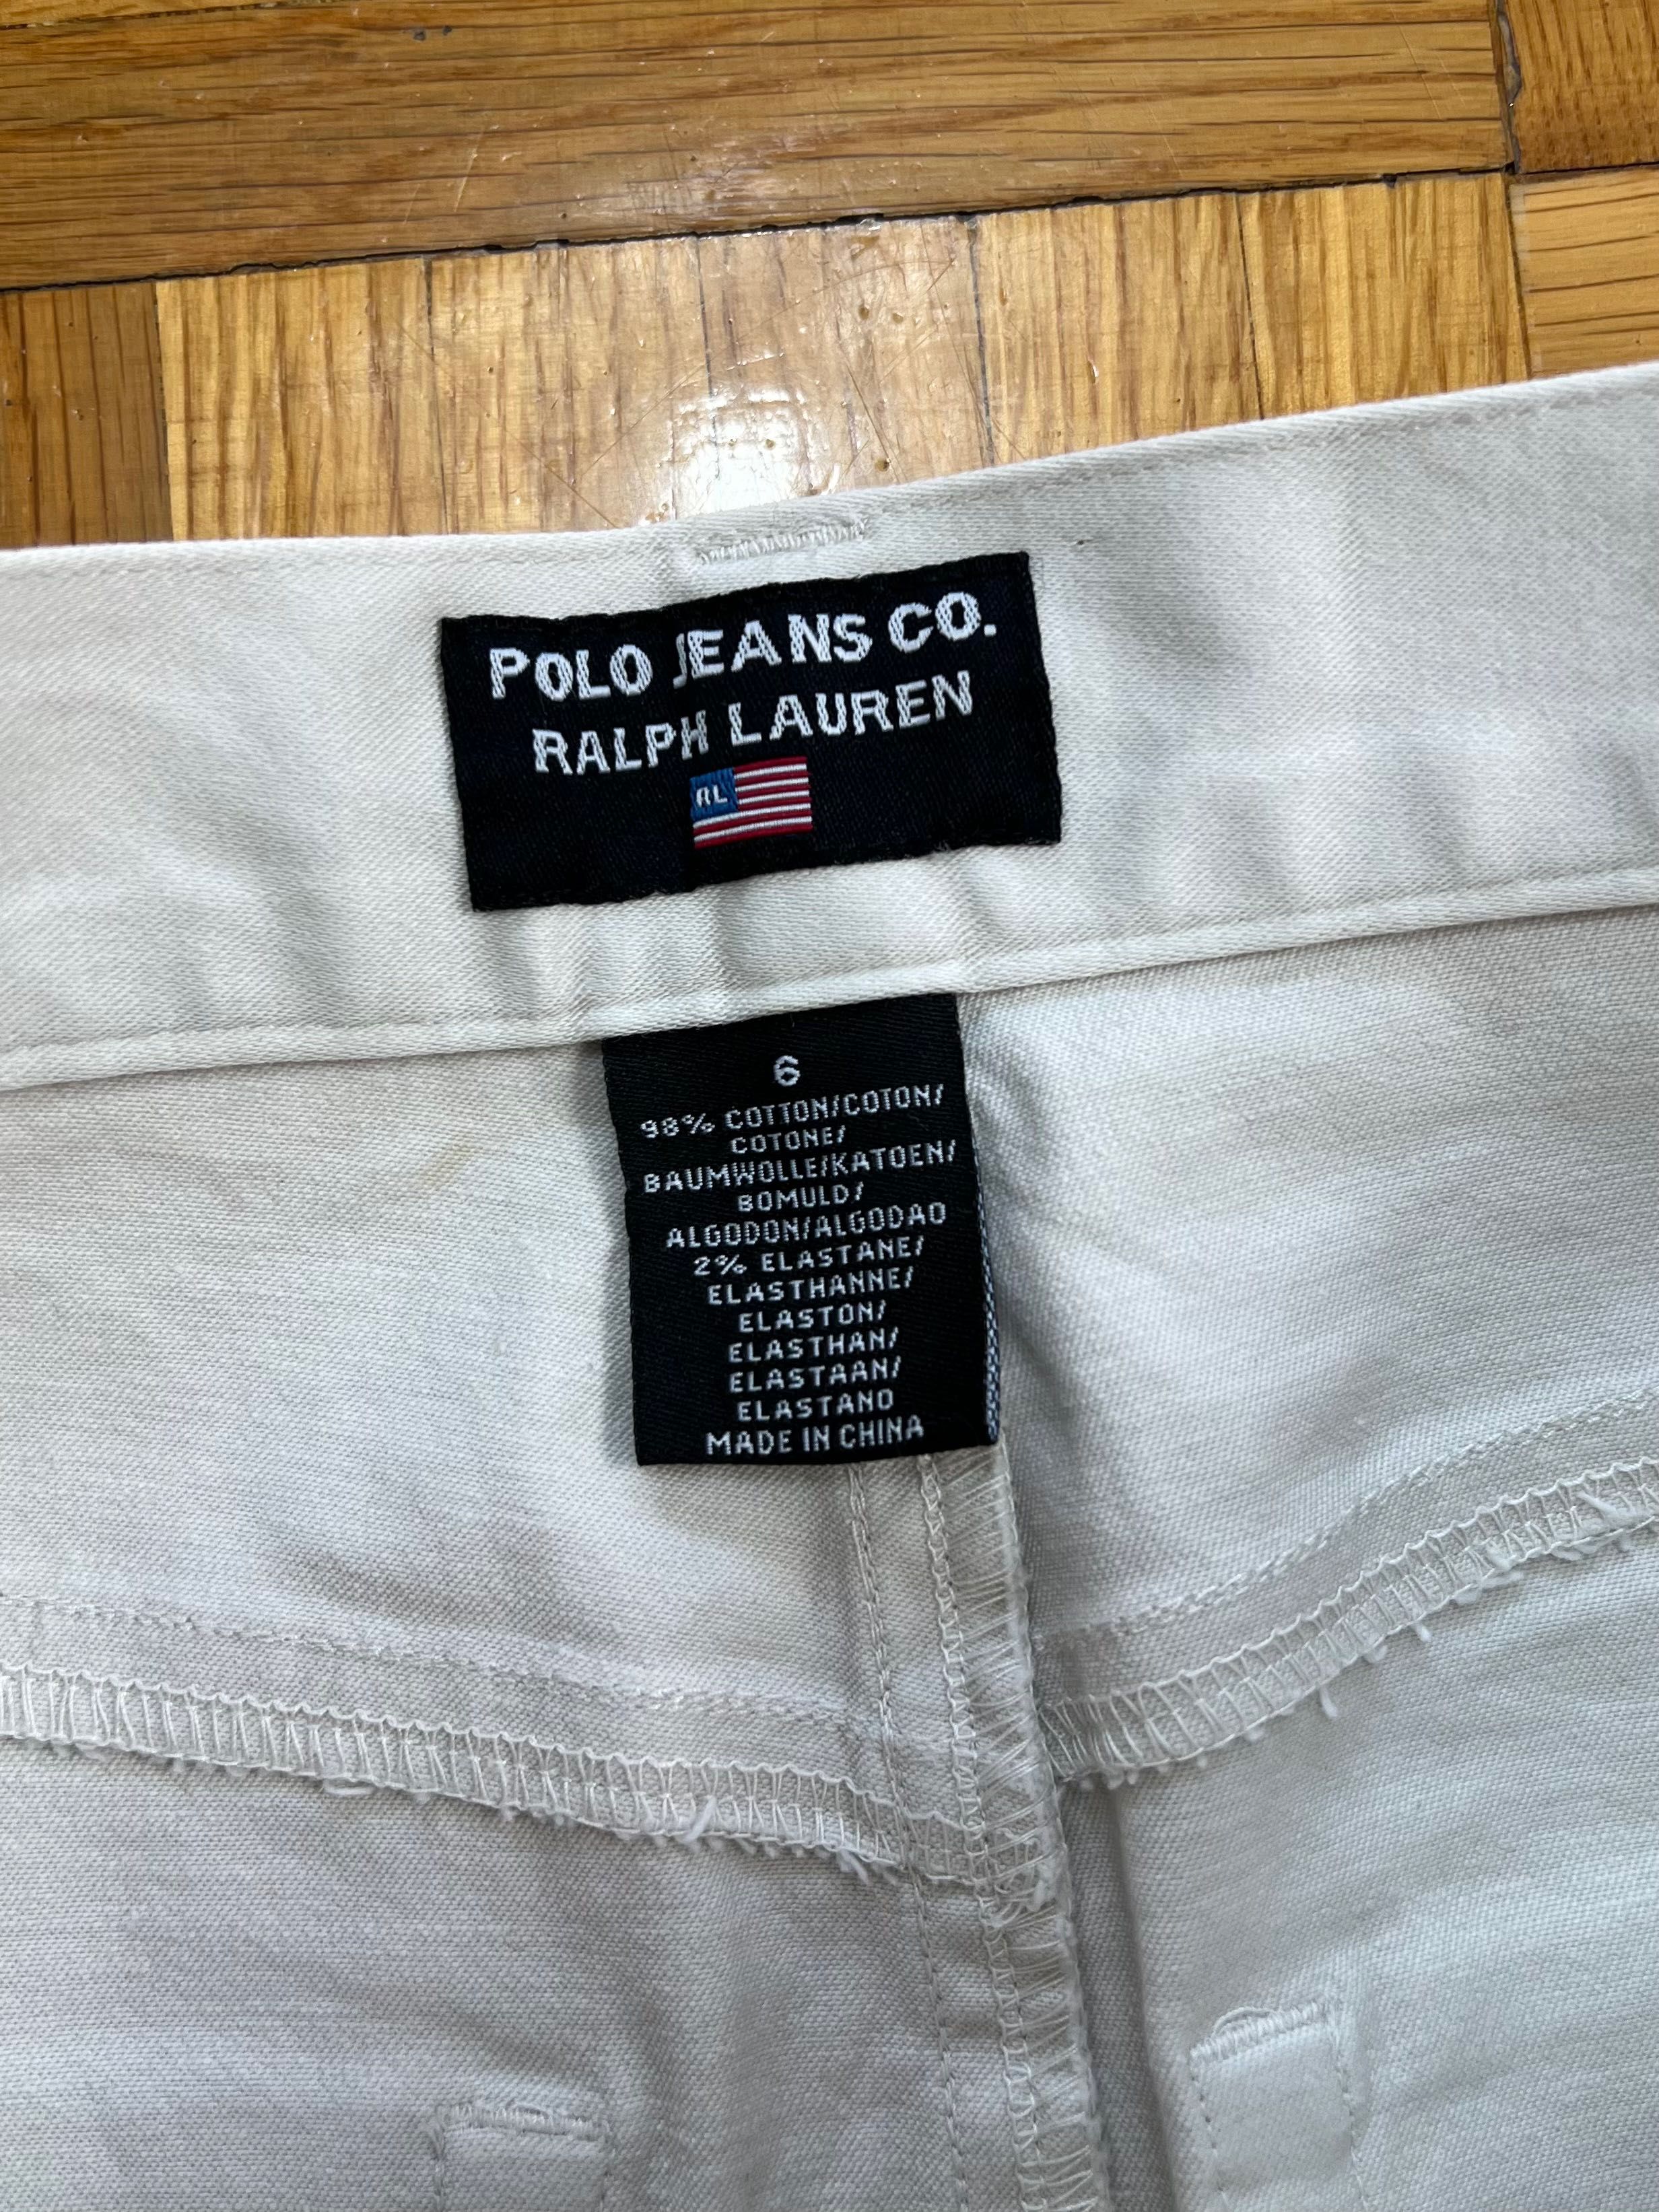 POLO JEANS CO.
RALPH LAUREN
RL
6
98% COTTON/COTON/
COTONE/
BAUMWOLLE/KATOEN/
BOMULD/
ALGODON/ALGODAO
2% ELASTANE/
ELASTHANNE/
ELASTON/
ELASTHAN/
ELASTAAN/
ELASTANO
MADE IN CHINA